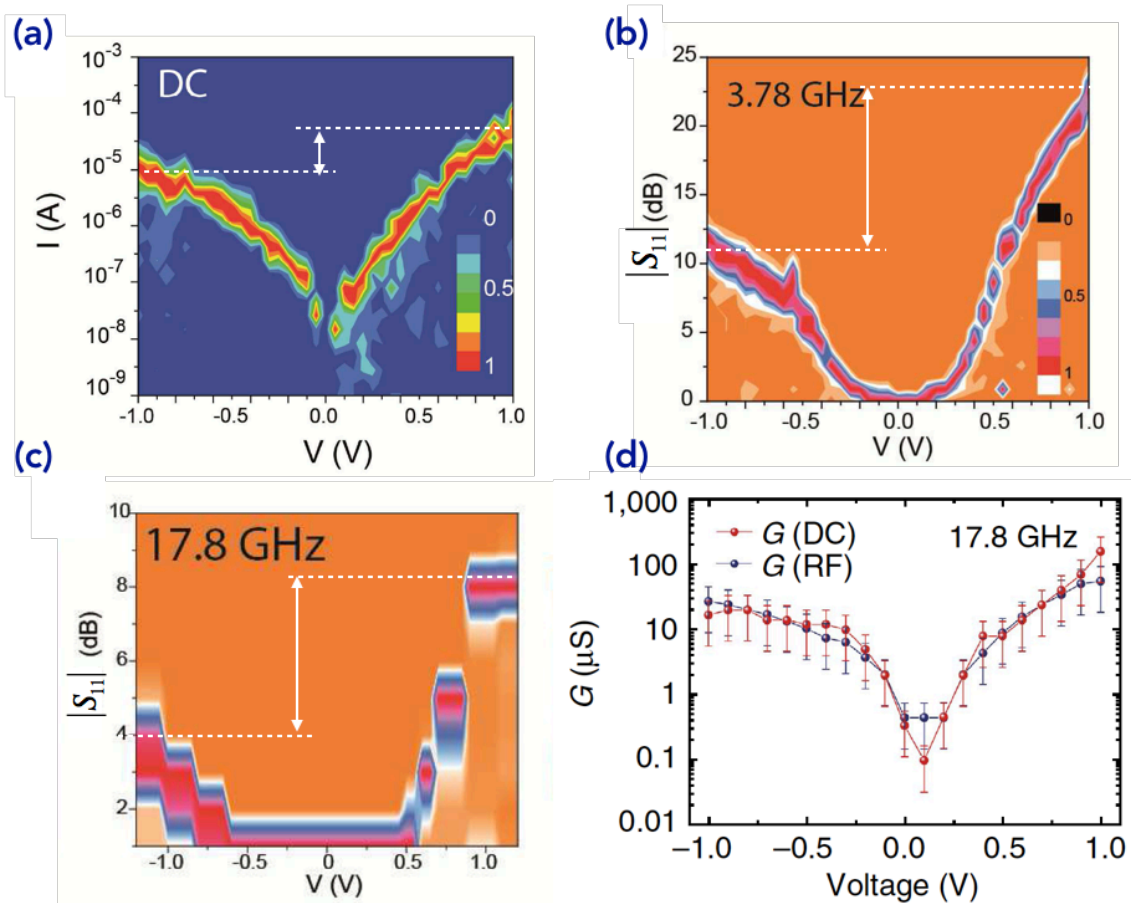 (a)
DC
I (A)
10⁻³
10⁻⁴
10⁻⁵
10⁻⁶
10⁻⁷
10⁻⁸
10⁻⁹
0
0.5
1
-1.0 -0.5 0.0 0.5 1.0
V (V)
(b)
3.78 GHz
|S₁₁| (dB)
25
20
15
10
5
0
0
0.5
1
-1.0 -0.5 0.0 0.5 1.0
V (V)
(c)
17.8 GHz
|S₁₁| (dB)
10
8
6
4
2
-1.0 -0.5 0 0.5 1.0
V (V)
(d)
G (DC)
G (RF)
17.8 GHz
G (µS)
1,000
100
10
1
0.1
0.01
–1.0 –0.5 0.0 0.5 1.0
Voltage (V)